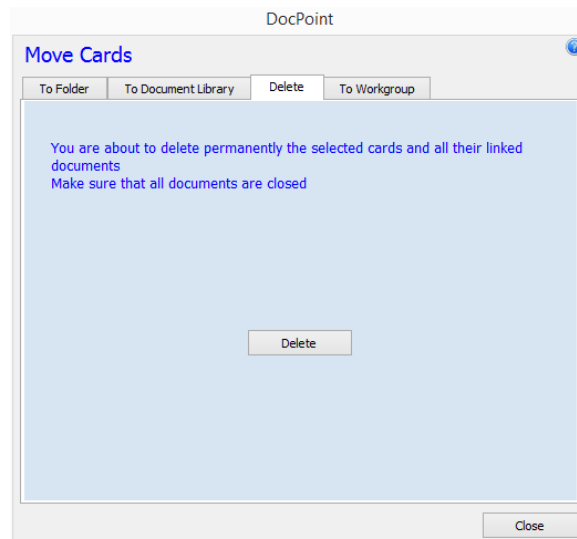 DocPoint
Move Cards
To Folder To Document Library Delete To Workgroup
You are about to delete permanently the selected cards and all their linked
documents
Make sure that all documents are closed
Delete
Close